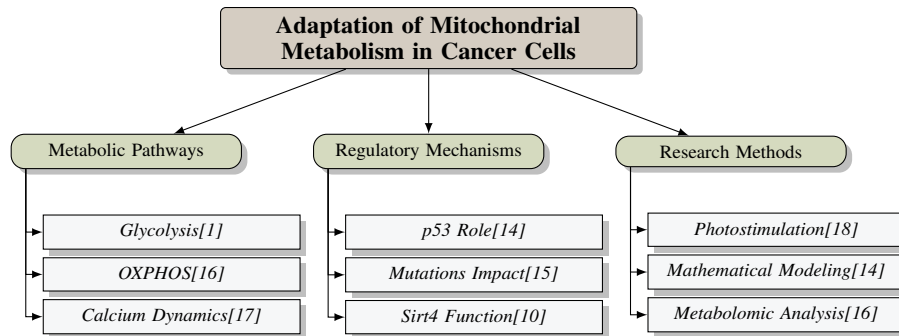 Adaptation of Mitochondrial
Metabolism in Cancer Cells
Metabolic Pathways
Glycolysis[1]
OXPHOS[16]
Calcium Dynamics[17]
Regulatory Mechanisms
p53 Role[14]
Mutations Impact[15]
Sirt4 Function[10]
Research Methods
Photostimulation[18]
Mathematical Modeling[14]
Metabolomic Analysis[16]